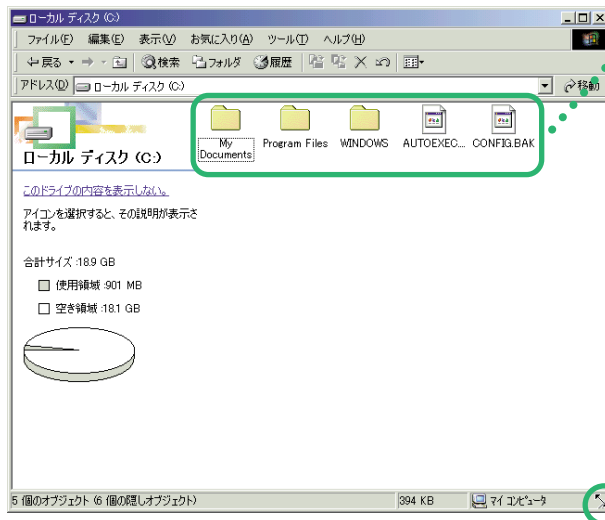 ローカル ディスク (C:)
ファイル(F) 編集(E) 表示(V) お気に入り(A) ツール(T) ヘルプ(H)
戻る 検索 フォルダ 履歴
アドレス(D) ローカル ディスク (C:) 移動
ローカル ディスク (C:)
このドライブの内容を表示しない。
アイコンを選択すると、その説明が表示さ
れます。
合計サイズ:18.9 GB
使用領域:901 MB
空き領域:18.1 GB
My
Documents
Program Files
WINDOWS
AUTOEXEC...
CONFIG.BAK
5 個のオブジェクト (6 個の隠しオブジェクト) 394 KB マイ コンピュータ